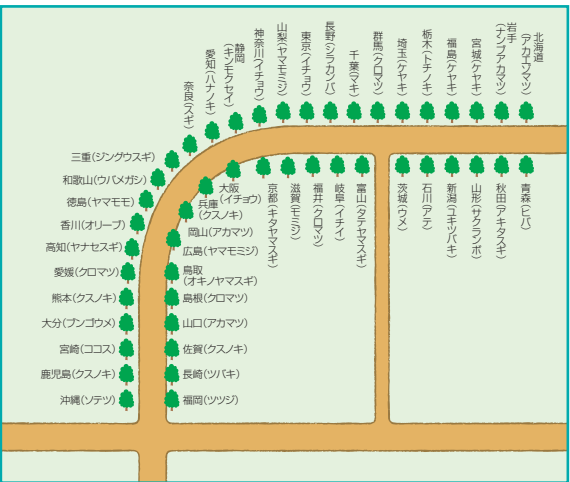 北海道
(アカエゾマツ)
岩手
(ナンブアカマツ)
宮城(ケヤキ)
福島(ケヤキ)
栃木(トチノキ)
埼玉(ケヤキ)
群馬(クロマツ)
千葉(マキ)
長野(シラカンバ)
東京(イチョウ)
山梨(ヤマモミジ)
神奈川(イチョウ)
静岡
(キンモクセイ)
愛知(ハナノキ)
奈良(スギ)
三重(ジングウスギ)
和歌山(ウバメガシ)
徳島(ヤマモモ)
香川(オリーブ)
高知(ヤナセスギ)
愛媛(クロマツ)
熊本(クスノキ)
大分(ブンゴウメ)
宮崎(ココス)
鹿児島(クスノキ)
沖縄(ソテツ)
青森(ヒバ)
秋田(アキタスギ)
山形(サクランボ)
新潟(ユキツバキ)
石川(アテ)
茨城(ウメ)
富山(タテヤマスギ)
岐阜(イチイ)
福井(クロマツ)
滋賀(モミジ)
京都(キタヤマスギ)
大阪
(イチョウ)
兵庫
(クスノキ)
岡山(アカマツ)
広島(ヤマモミジ)
鳥取
(オキノヤマスギ)
島根(クロマツ)
山口(アカマツ)
佐賀(クスノキ)
長崎(ツバキ)
福岡(ツツジ)